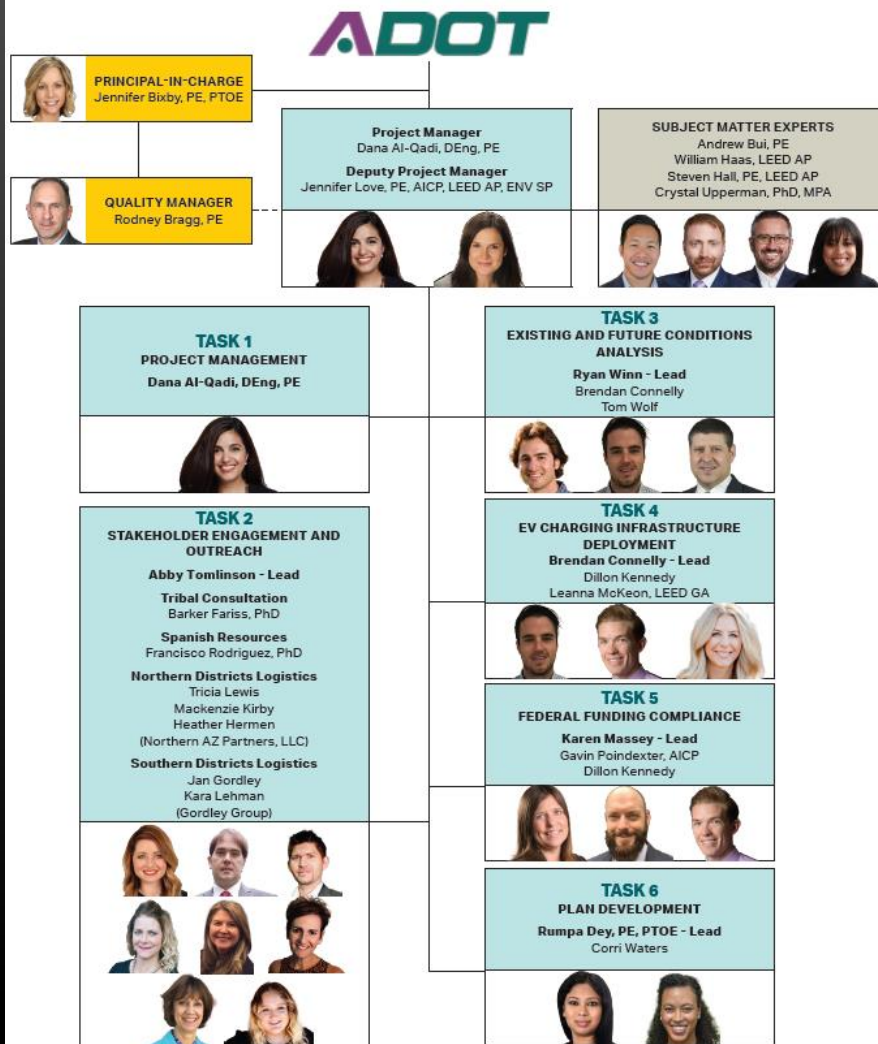 ADOT
PRINCIPAL-IN-CHARGE
Jennifer Bixby, PE, PTOE
QUALITY MANAGER
Rodney Bragg, PE
Project Manager
Dana Al-Qadi, DEng, PE
Deputy Project Manager
Jennifer Love, PE, AICP, LEED AP, ENV SP
SUBJECT MATTER EXPERTS
Andrew Bui, PE
William Haas, LEED AP
Steven Hall, PE, LEED AP
Crystal Upperman, PhD, MPA
TASK 1
PROJECT MANAGEMENT
Dana Al-Qadi, DEng, PE
TASK 2
STAKEHOLDER ENGAGEMENT AND
OUTREACH
Abby Tomlinson - Lead
Tribal Consultation
Barker Fariss, PhD
Spanish Resources
Francisco Rodriguez, PhD
Northern Districts Logistics
Tricia Lewis
Mackenzie Kirby
Heather Hermen
(Northern AZ Partners, LLC)
Southern Districts Logistics
Jan Gordley
Kara Lehman
(Gordley Group)
TASK 3
EXISTING AND FUTURE CONDITIONS
ANALYSIS
Ryan Winn - Lead
Brendan Connelly
Tom Wolf
TASK 4
EV CHARGING INFRASTRUCTURE
DEPLOYMENT
Brendan Connelly - Lead
Dillon Kennedy
Leanna McKeon, LEED GA
TASK 5
FEDERAL FUNDING COMPLIANCE
Karen Massey - Lead
Gavin Poindexter, AICP
Dillon Kennedy
TASK 6
PLAN DEVELOPMENT
Rumpa Dey, PE, PTOE - Lead
Corri Waters